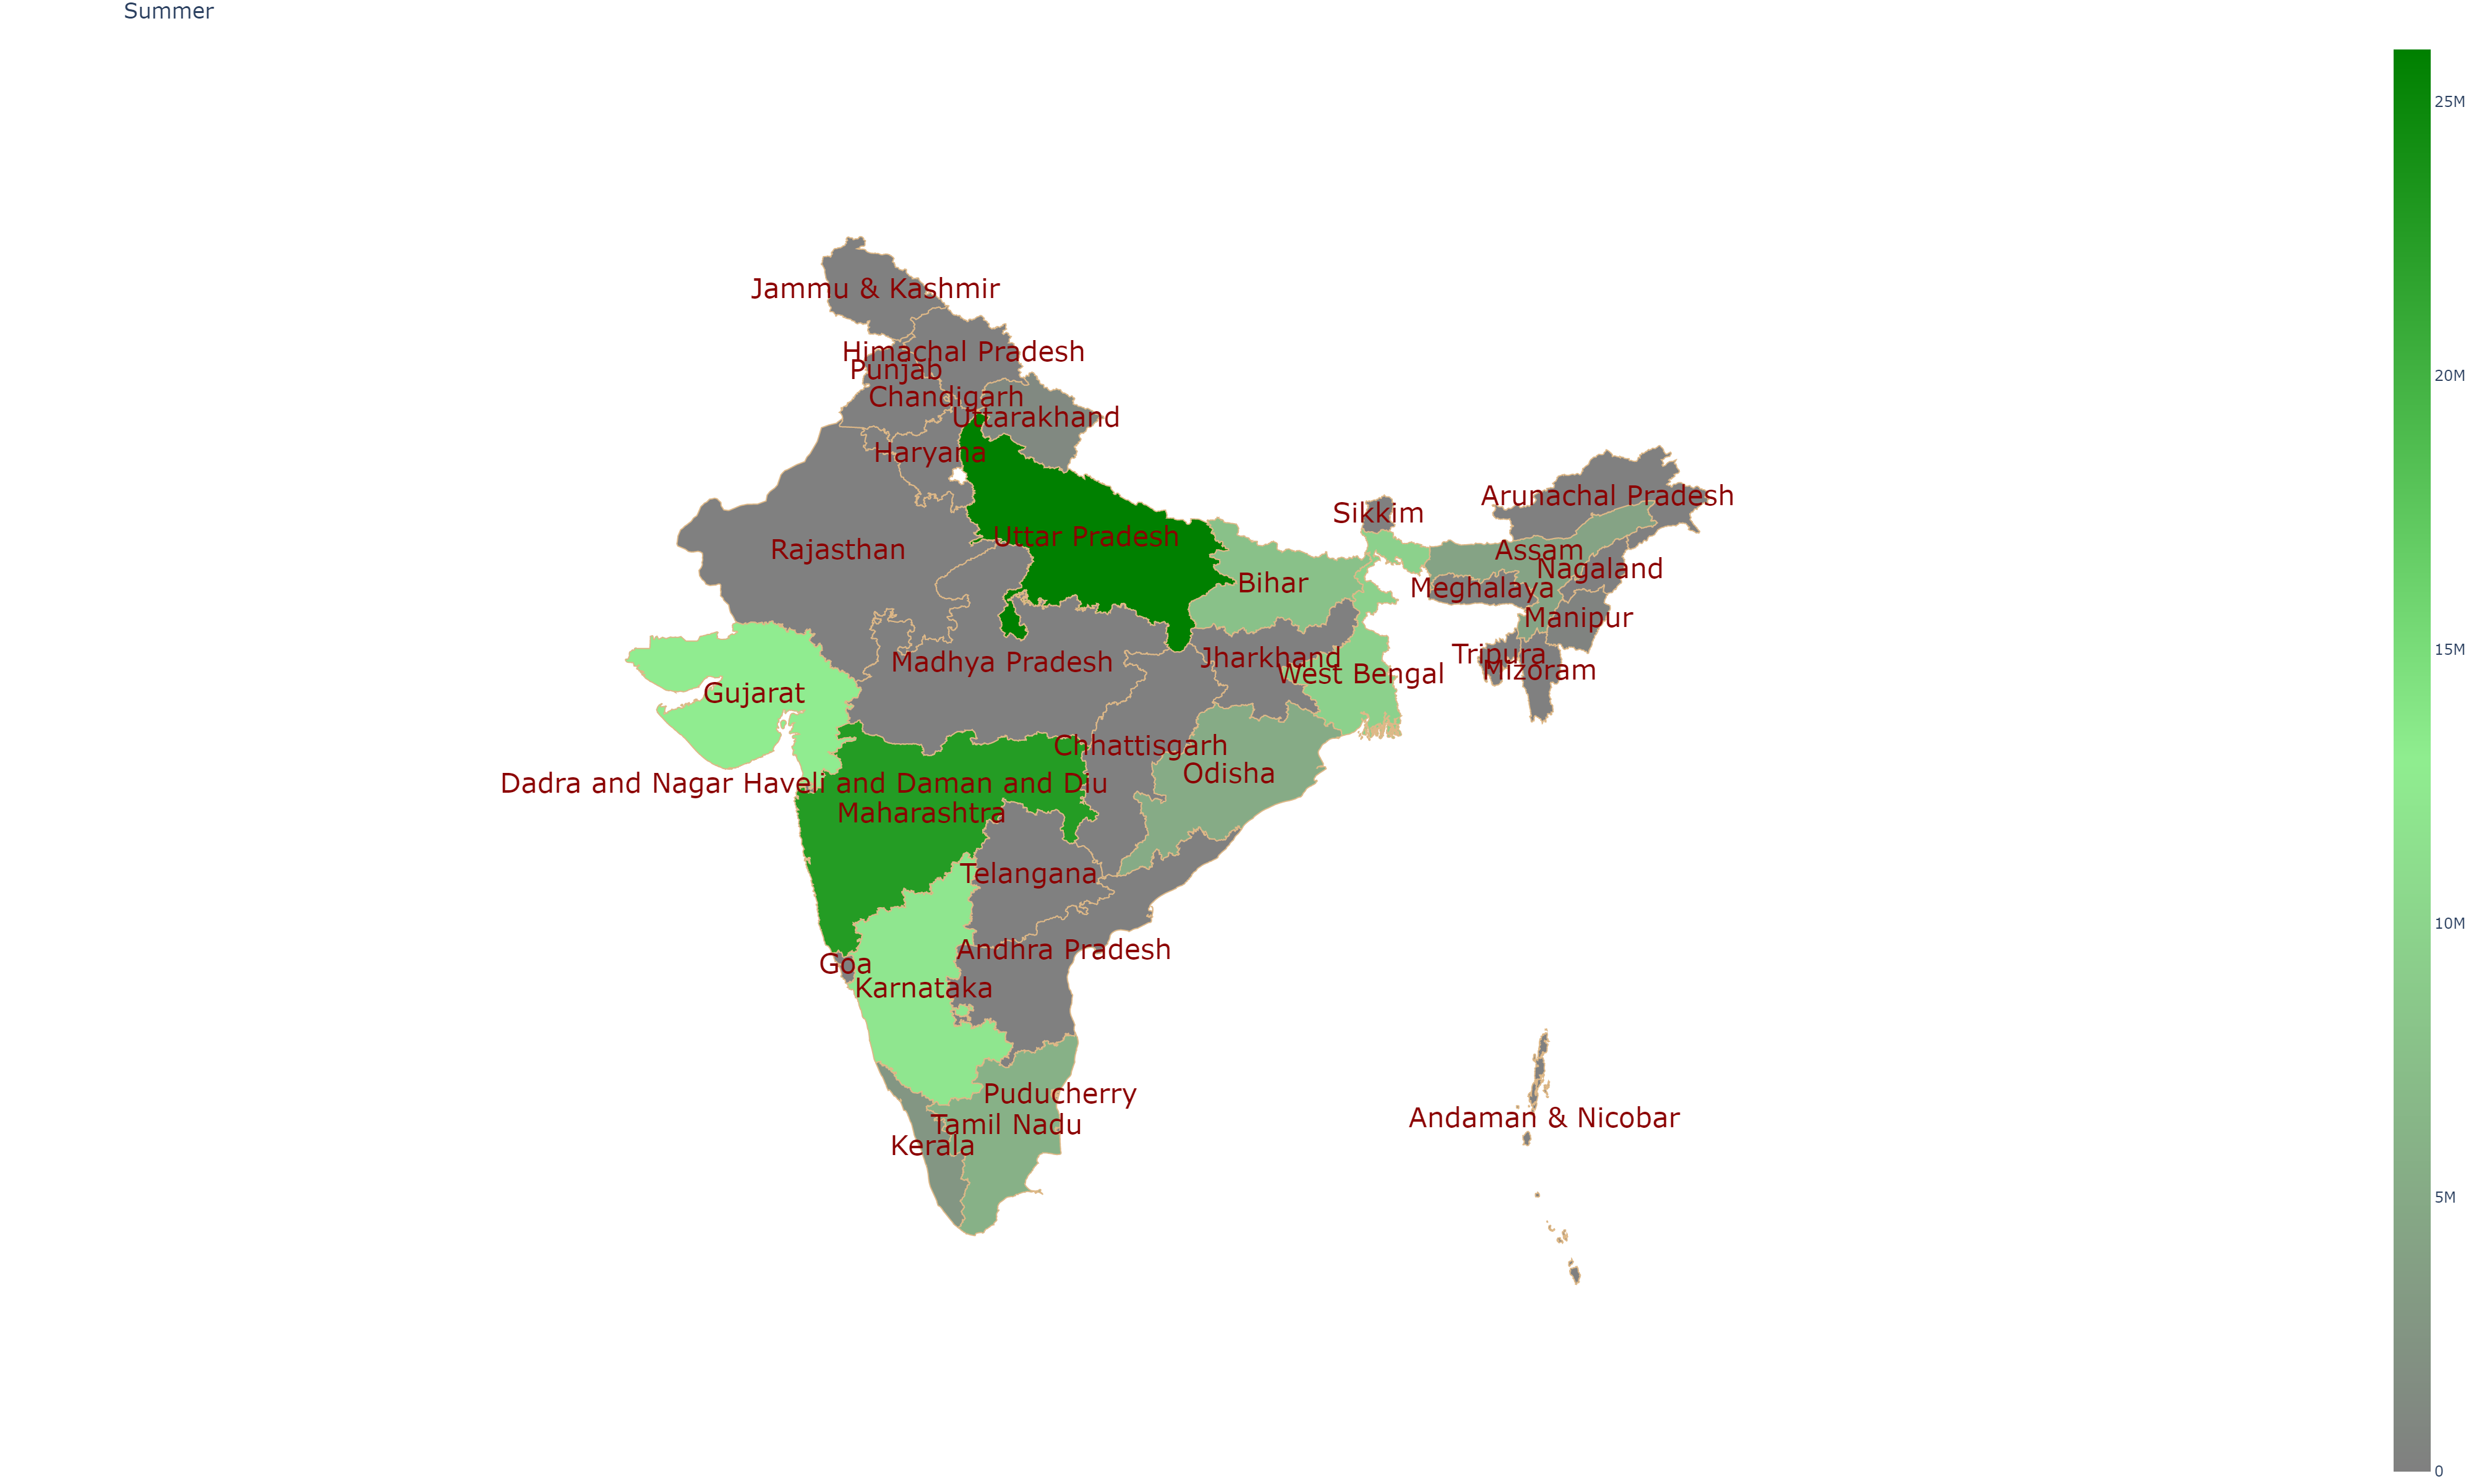 Summer
Jammu & Kashmir
Himachal Pradesh
Punjab
Chandigarh
Uttarakhand
Haryana
Arunachal Pradesh
Sikkim
Uttar Pradesh
Rajasthan
Assam
Nagaland
Bihar
Meghalaya
Manipur
Tripura
Jharkhand
Madhya Pradesh
Mizoram
West Bengal
Gujarat
Chhattisgarh
Odisha
Dadra and Nagar Haveli and Daman and Diu
Maharashtra
Telangana
Andhra Pradesh
Goa
Karnataka
Puducherry
Andaman & Nicobar
Tamil Nadu
Kerala
25M
20M
15M
10M
5M
0